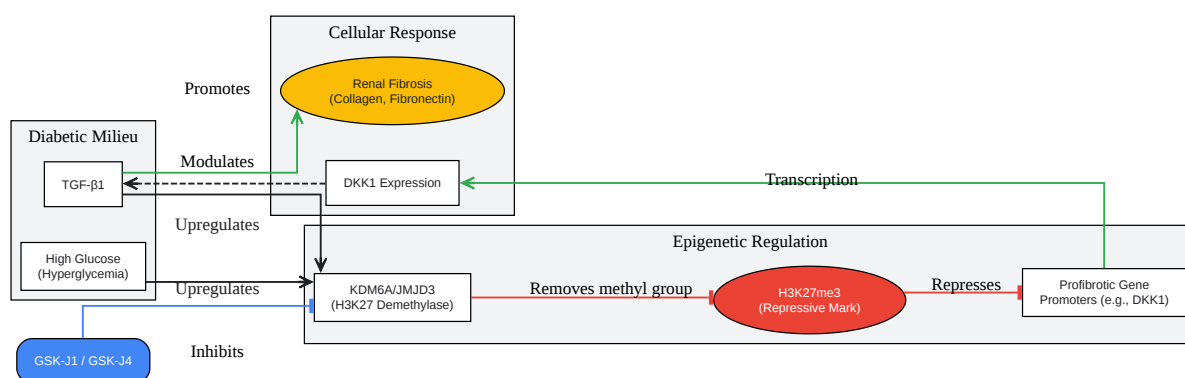 Cellular Response
Renal Fibrosis
(Collagen, Fibronectin)
Promotes
Diabetic Milieu
Modulates
TGF-β1
DKK1 Expression
Transcription
Upregulates
Epigenetic Regulation
High Glucose
(Hyperglycemia)
Upregulates
KDM6A/JMJD3
(H3K27 Demethylase)
Removes methyl group
H3K27me3
(Repressive Mark)
Represses
Profibrotic Gene
Promoters (e.g., DKK1)
Inhibits
GSK-J1 / GSK-J4